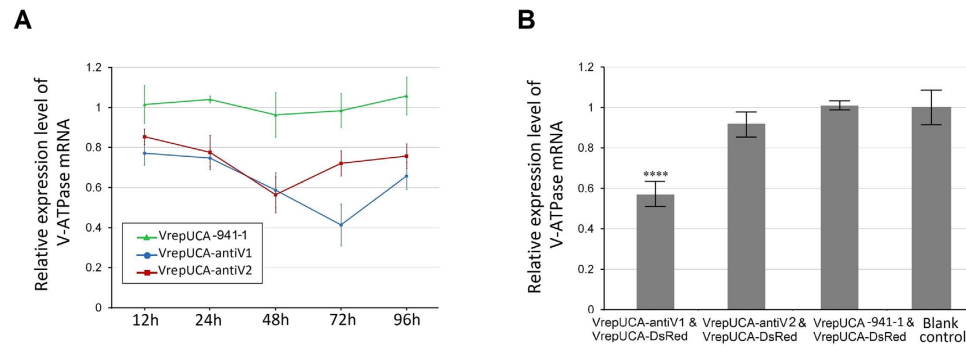 A
Relative expression level of
V-ATPase mRNA
1.2
1
0.8
0.6
0.4
0.2
0
VrepUCA-941-1
VrepUCA-antiV1
VrepUCA-antiV2
12h 24h 48h 72h 96h
B
Relative expression level of
V-ATPase mRNA
1.2
1
0.8
0.6
0.4
0.2
0
****
VrepUCA-antiV1 & VrepUCA-antiV2 & VrepUCA-941-1 & Blank
VrepUCA-DsRed VrepUCA-DsRed VrepUCA-DsRed control